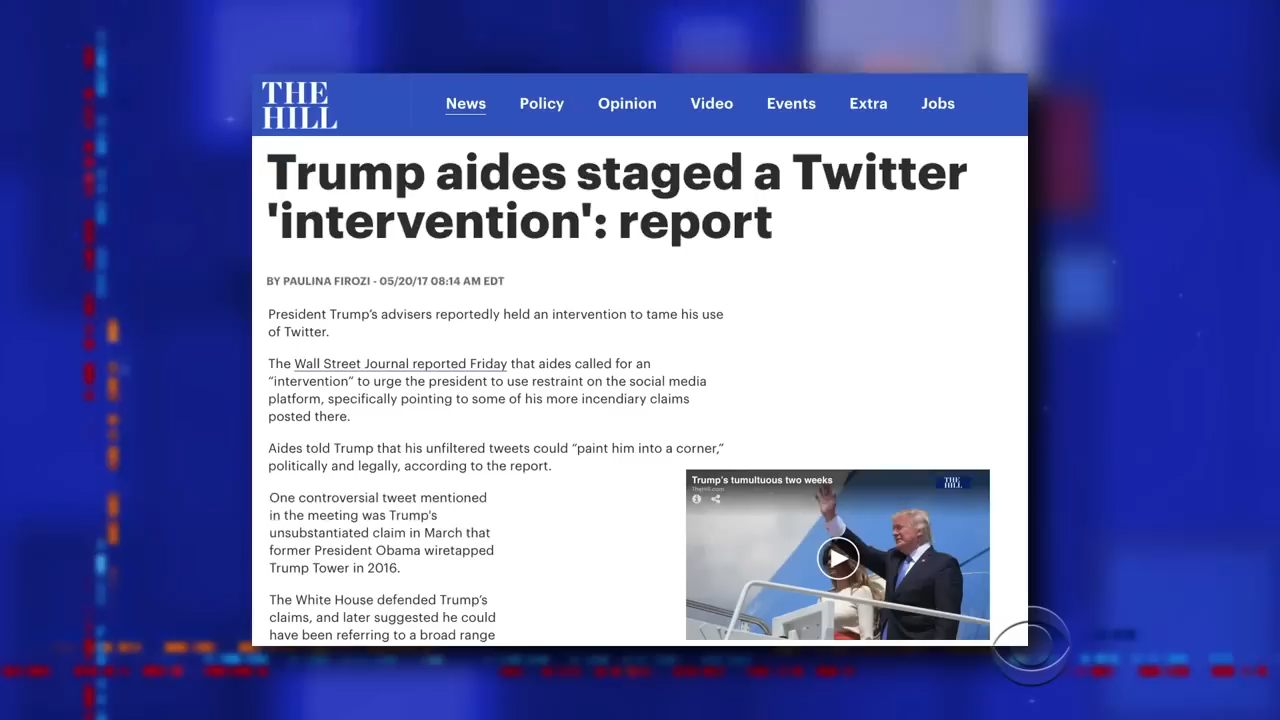 THE
HILL
News Policy Opinion Video Events Extra Jobs
Trump aides staged a Twitter
'intervention': report
BY PAULINA FIROZI - 05/20/17 08:14 AM EDT
President Trump’s advisers reportedly held an intervention to tame his use
of Twitter.
The Wall Street Journal reported Friday that aides called for an
“intervention” to urge the president to use restraint on the social media
platform, specifically pointing to some of his more incendiary claims
posted there.
Aides told Trump that his unfiltered tweets could “paint him into a corner,”
politically and legally, according to the report.
One controversial tweet mentioned
in the meeting was Trump's
unsubstantiated claim in March that
former President Obama wiretapped
Trump Tower in 2016.
The White House defended Trump’s
claims, and later suggested he could
have been referring to a broad range
Trump’s tumultuous two weeks
TheHill.com
THE
HILL